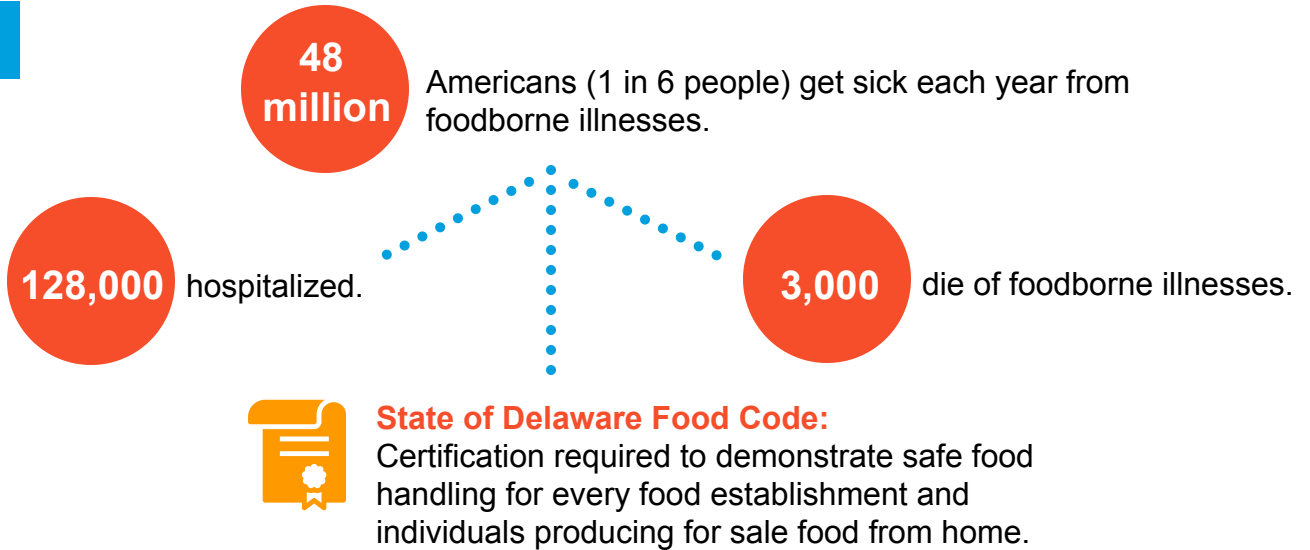 48
million
Americans (1 in 6 people) get sick each year from
foodborne illnesses.
128,000
hospitalized.
3,000
die of foodborne illnesses.
State of Delaware Food Code:
Certification required to demonstrate safe food
handling for every food establishment and
individuals producing for sale food from home.